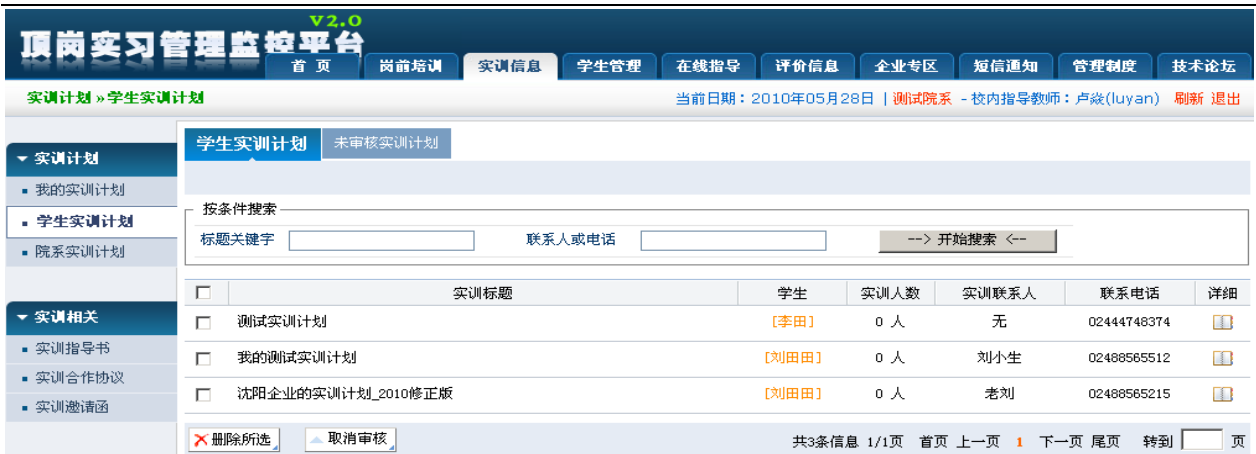 V2.0
頂岗实习管理监控平台
首 页 岗前培训 实训信息 学生管理 在线指导 评价信息 企业专区 短信通知 管理制度 技术论坛
实训计划 » 学生实训计划 当前日期：2010年05月28日 | 测试院系 - 校内指导教师：卢焱(luyan) 刷新 退出
学生实训计划 未审核实训计划
实训计划
我的实训计划
学生实训计划
院系实训计划
实训相关
实训指导书
实训合作协议
实训邀请函
按条件搜索
标题关键字 联系人或电话 --> 开始搜索 <--
实训标题 学生 实训人数 实训联系人 联系电话 详细
测试实训计划 [李田] 0 人 无 02444748374
我的测试实训计划 [刘田田] 0 人 刘小生 02488565512
沈阳企业的实训计划_2010修正版 [刘田田] 0 人 老刘 02488565215
删除所选 取消审核 共3条信息 1/1页 首页 上一页 1 下一页 尾页 转到 页